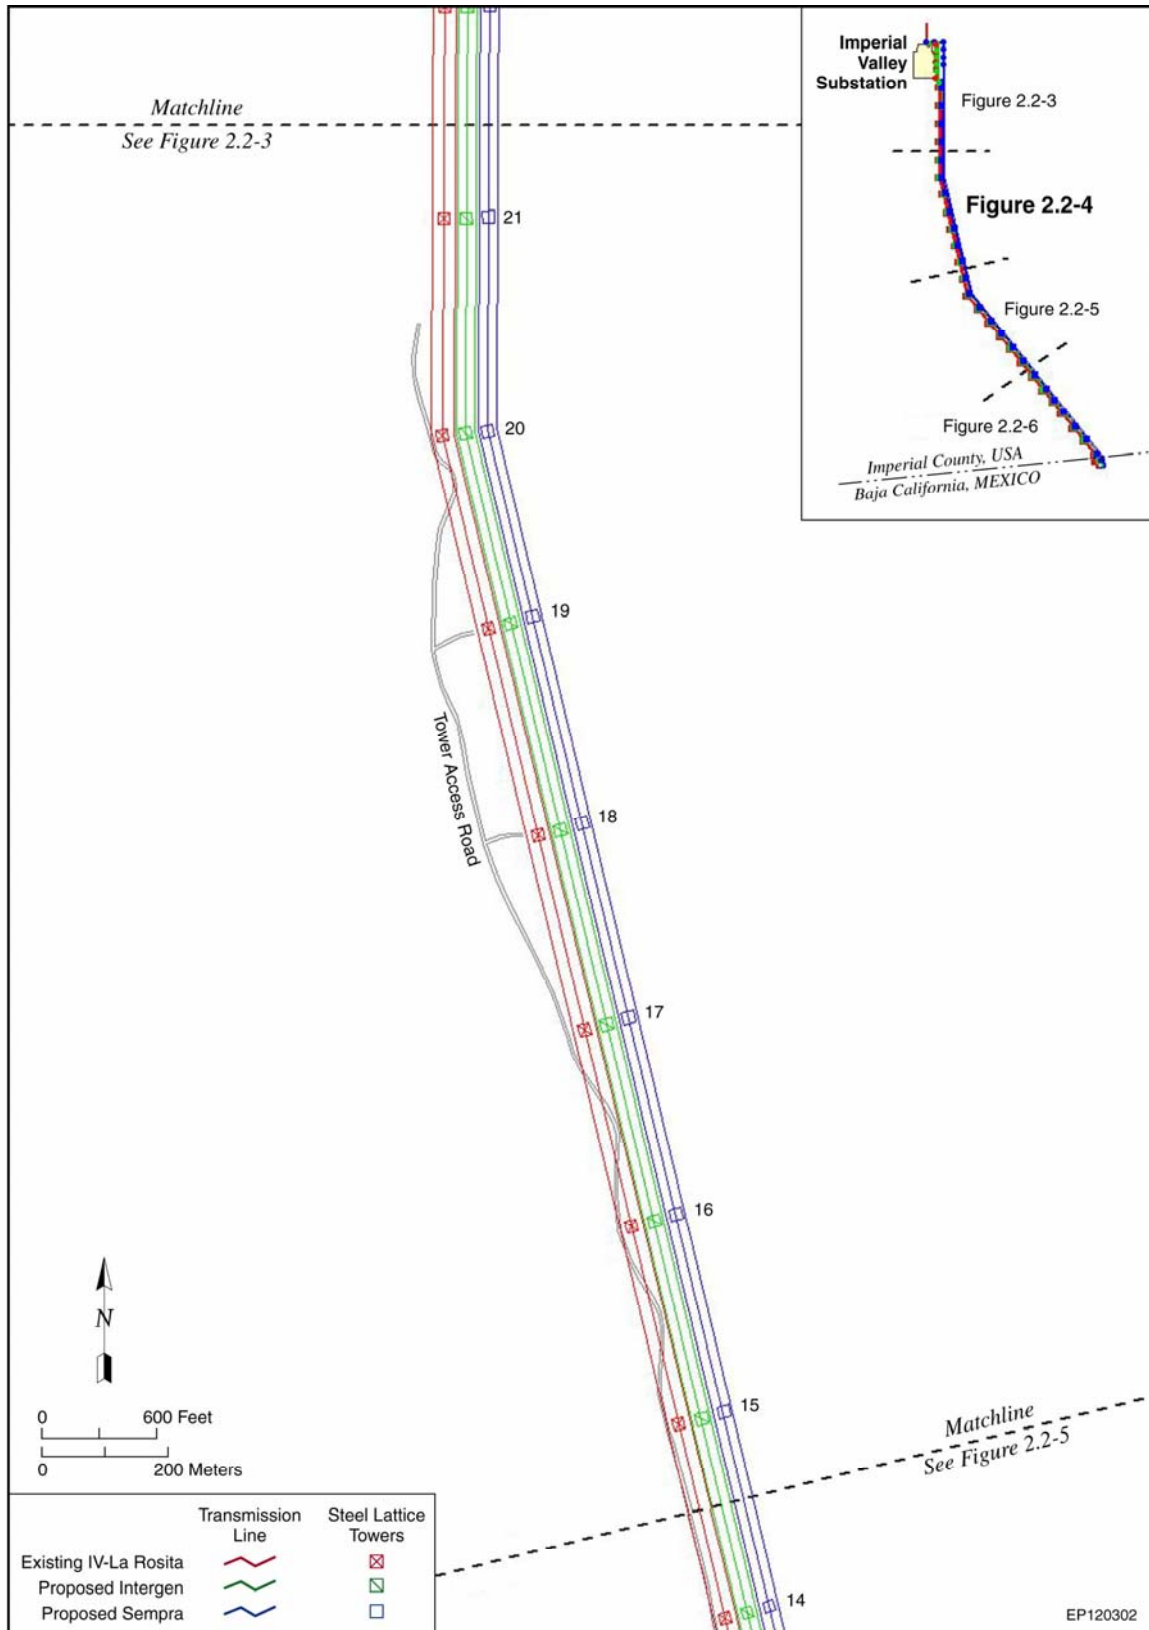 Matchline
See Figure 2.2-3
Imperial
Valley
Substation
Figure 2.2-3
Figure 2.2-4
Figure 2.2-5
Figure 2.2-6
Imperial County, USA
Baja California, MEXICO
21
20
19
18
Tower Access Road
17
16
15
Matchline
See Figure 2.2-5
14
N
0 600 Feet
0 200 Meters
Transmission Line
Steel Lattice Towers
Existing IV-La Rosita
Proposed Intergen
Proposed Sempra
EP120302